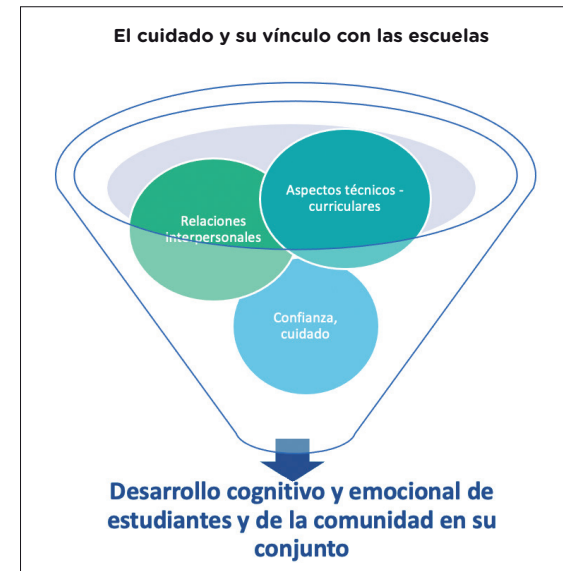 El cuidado y su vínculo con las escuelas
Aspectos técnicos -
curriculares
Relaciones
interpersonales
Confianza,
cuidado
Desarrollo cognitivo y emocional de
estudiantes y de la comunidad en su
conjunto